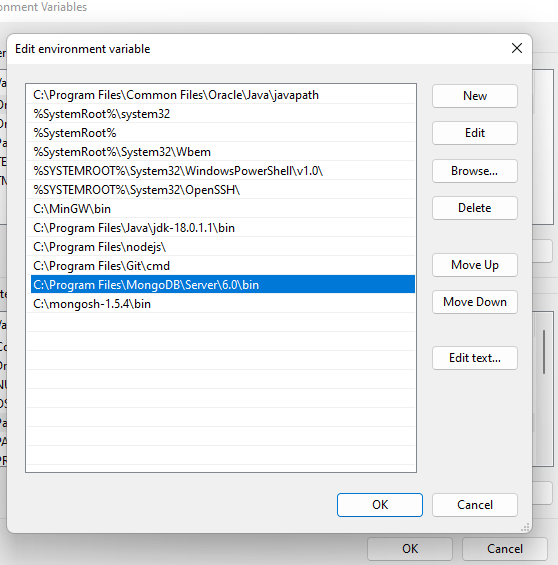 onment Variables
Edit environment variable
C:\Program Files\Common Files\Oracle\Java\javapath
New
%SystemRoot%\system32
%SystemRoot%
Edit
%SystemRoot%\System32\Wbem
%SYSTEMROOT%\System32\WindowsPowerShell\v1.0\
Browse...
%SYSTEMROOT%\System32\OpenSSH\
C:\MinGW\bin
Delete
C:\Program Files\Java\jdk-18.0.1.1\bin
C:\Program Files\nodejs\
C:\Program Files\Git\cmd
Move Up
C:\Program Files\MongoDB\Server\6.0\bin
C:\mongosh-1.5.4\bin
Move Down
Edit text...
OK
Cancel
OK
Cancel